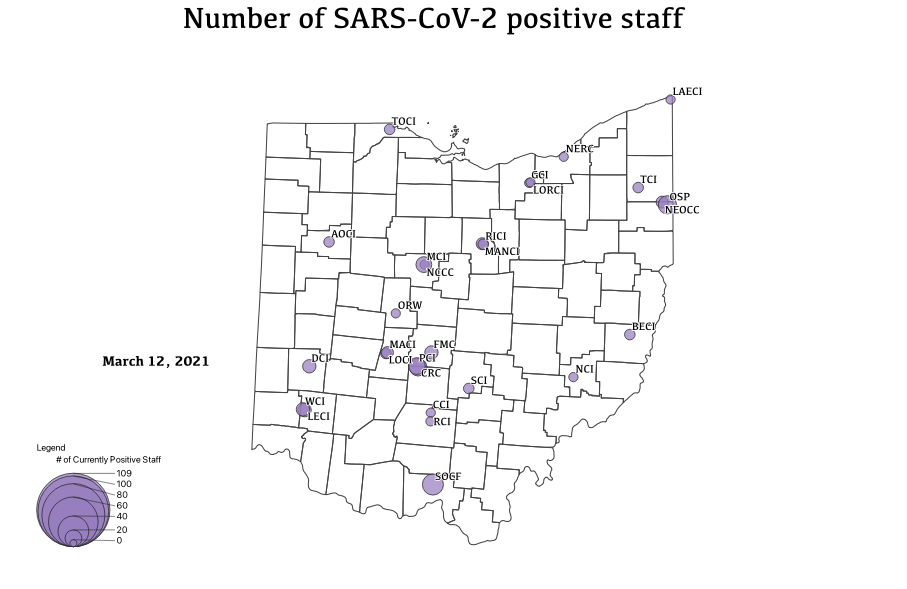 Number of SARS-CoV-2 positive staff
LAECI
TOCI
NERC
GCI
TCI
LORCI
OSP
NEOCC
AOCI
RICI
MANCI
MCI
NCCC
ORW
BECI
MACI
FMC
March 12, 2021
DCI
LOCI
PCI
CRC
NCI
SCI
WCI
CCI
LECI
RCI
Legend
# of Currently Positive Staff
109
100
80
60
40
20
0
SOCF